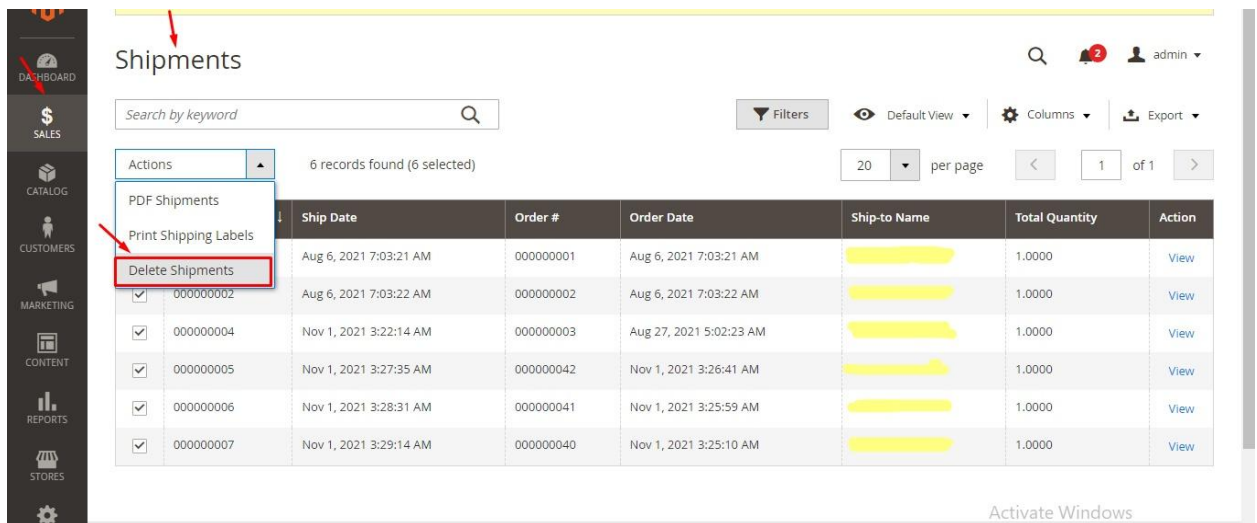 Shipments
admin
2
DASHBOARD
SALES
CATALOG
CUSTOMERS
MARKETING
CONTENT
REPORTS
STORES
Search by keyword
Filters
Default View
Columns
Export
Actions
6 records found (6 selected)
20 per page
1 of 1
PDF Shipments
Print Shipping Labels
Delete Shipments
↓ Ship Date Order # Order Date Ship-to Name Total Quantity Action
Aug 6, 2021 7:03:21 AM 000000001 Aug 6, 2021 7:03:21 AM 1.0000 View
000000002 Aug 6, 2021 7:03:22 AM 000000002 Aug 6, 2021 7:03:22 AM 1.0000 View
000000004 Nov 1, 2021 3:22:14 AM 000000003 Aug 27, 2021 5:02:23 AM 1.0000 View
000000005 Nov 1, 2021 3:27:35 AM 000000042 Nov 1, 2021 3:26:41 AM 1.0000 View
000000006 Nov 1, 2021 3:28:31 AM 000000041 Nov 1, 2021 3:25:59 AM 1.0000 View
000000007 Nov 1, 2021 3:29:14 AM 000000040 Nov 1, 2021 3:25:10 AM 1.0000 View
Activate Windows